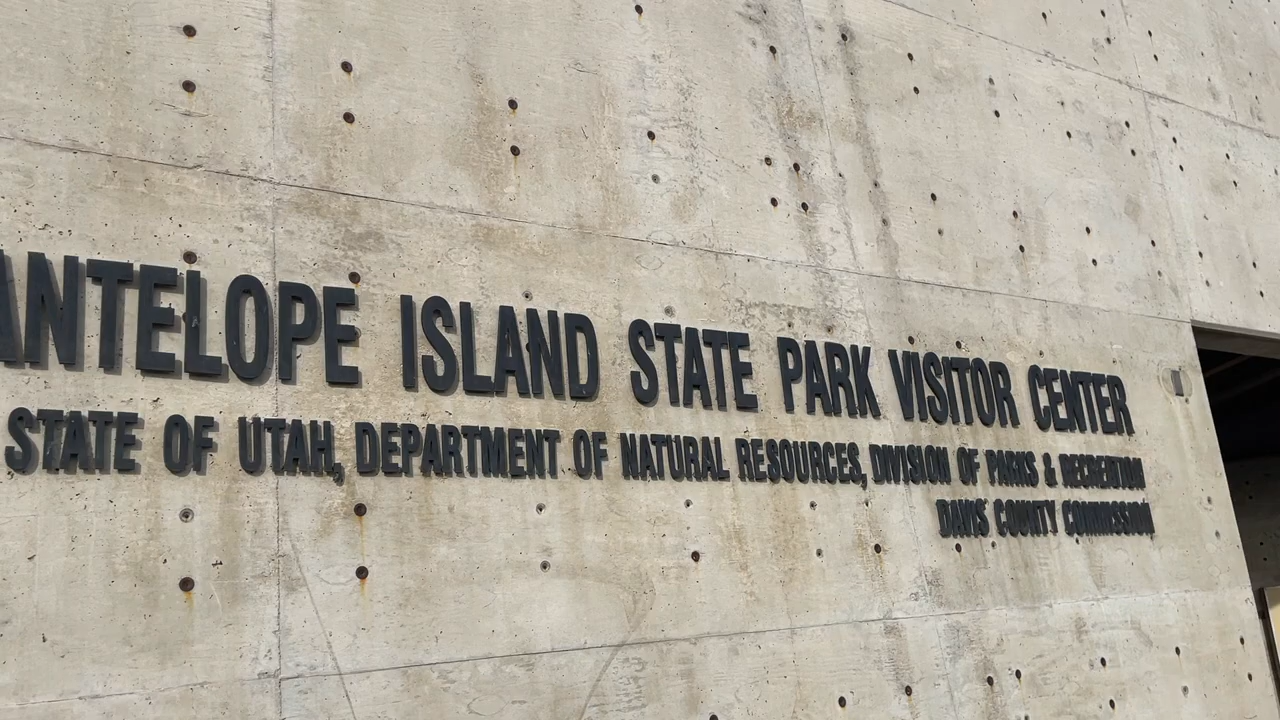 ANTELOPE ISLAND STATE PARK VISITOR CENTER
STATE OF UTAH, DEPARTMENT OF NATURAL RESOURCES, DIVISION OF PARKS & RECREATION
DAVIS COUNTY COMMISSION